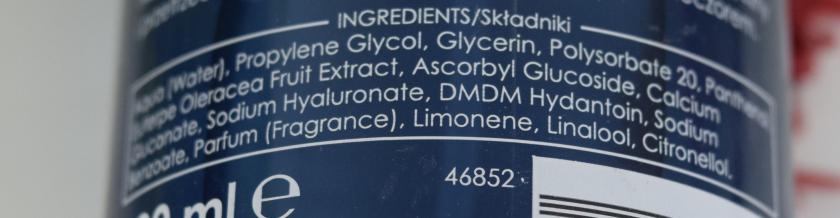 INGREDIENTS/Składniki
Aqua (Water), Propylene Glycol, Glycerin, Polysorbate 20, Panthenol,
Euterpe Oleracea Fruit Extract, Ascorbyl Glucoside, Calcium
Gluconate, Sodium Hyaluronate, DMDM Hydantoin, Sodium
Benzoate, Parfum (Fragrance), Limonene, Linalool, Citronellol.
46852
ml e